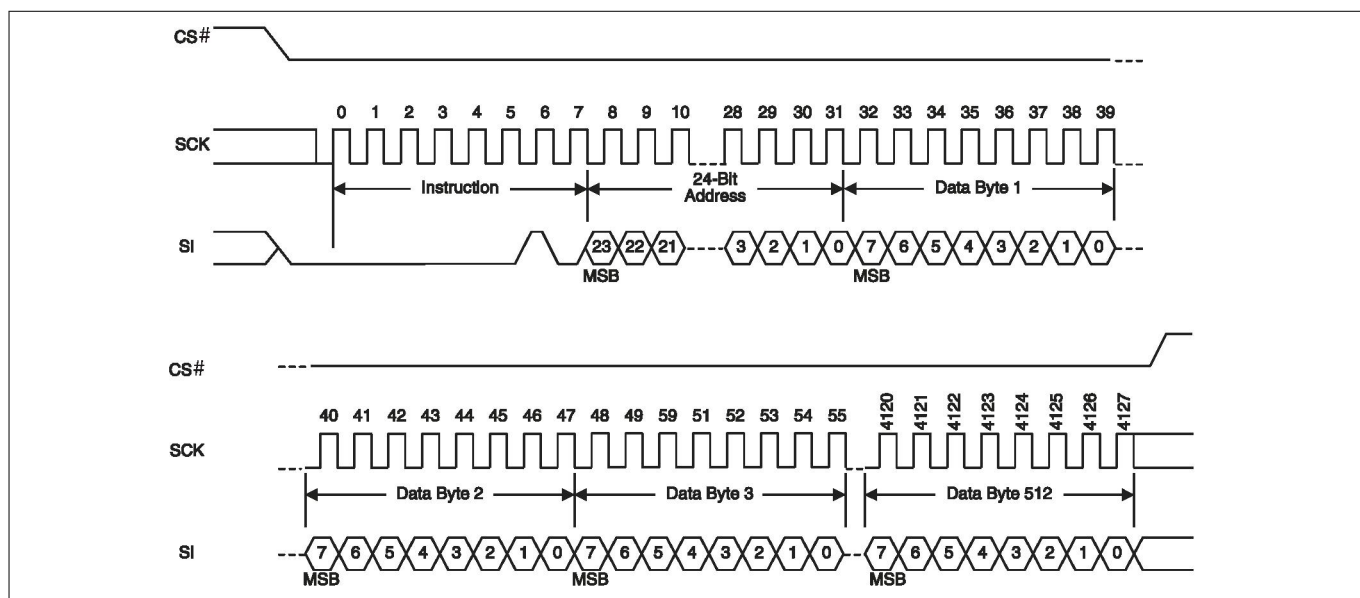 CS#
0 1 2 3 4 5 6 7 8 9 10 28 29 30 31 32 33 34 35 36 37 38 39
SCK
Instruction 24-Bit Address Data Byte 1
SI 23 22 21 3 2 1 0 7 6 5 4 3 2 1 0
MSB MSB
CS#
40 41 42 43 44 45 46 47 48 49 59 51 52 53 54 55 4120 4121 4122 4123 4124 4125 4126 4127
SCK
Data Byte 2 Data Byte 3 Data Byte 512
SI 7 6 5 4 3 2 1 0 7 6 5 4 3 2 1 0 7 6 5 4 3 2 1 0
MSB MSB MSB